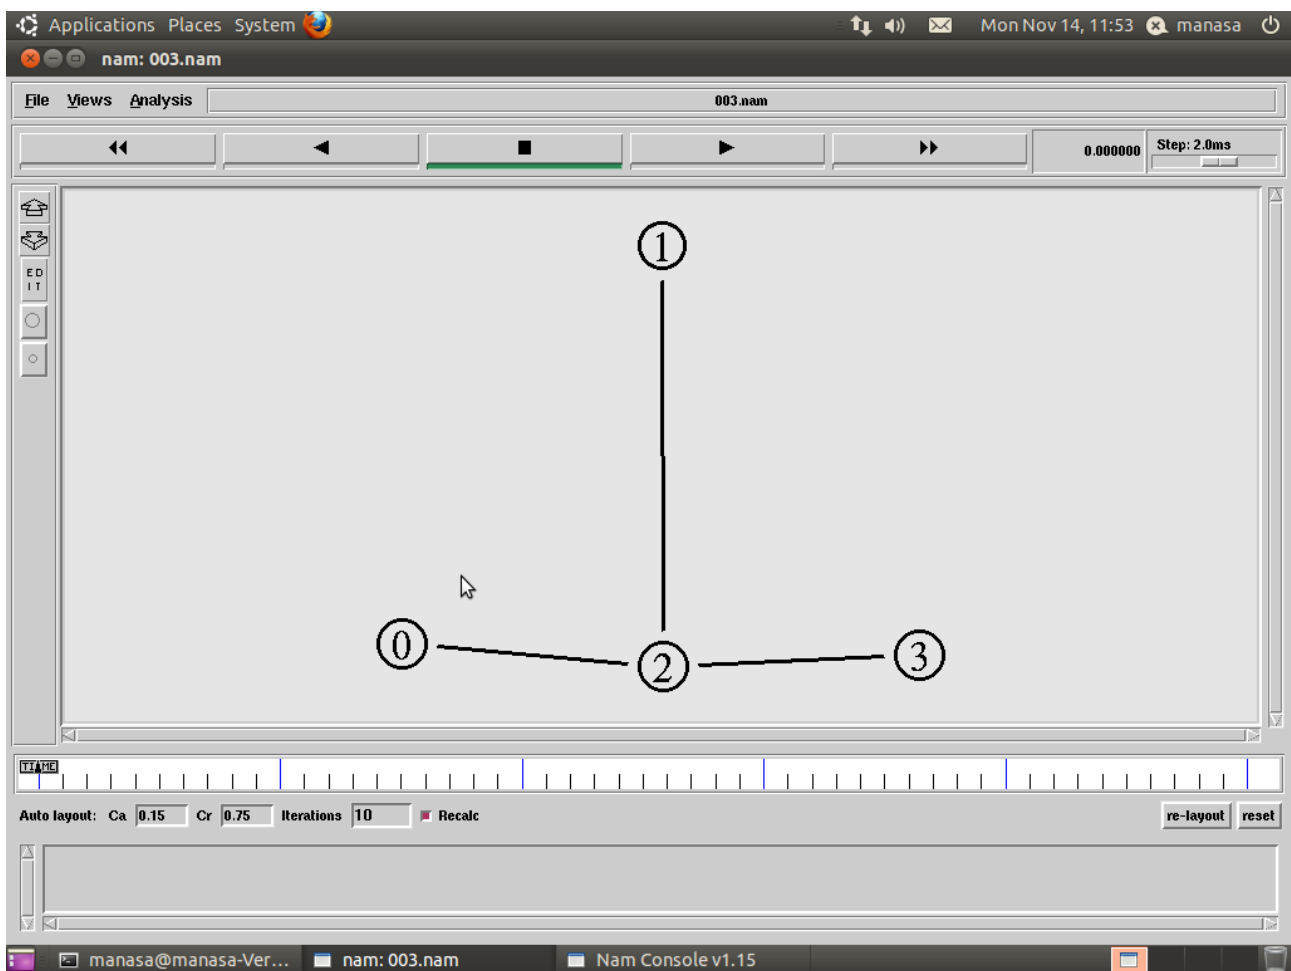 Applications Places System Mon Nov 14, 11:53 manasa
nam: 003.nam
File Views Analysis 003.nam
0.000000 Step: 2.0ms
E D
I T
1
0
2
3
TIME
Auto layout: Ca 0.15 Cr 0.75 Iterations 10 Recalc re-layout reset
manasa@manasa-Ver... nam: 003.nam Nam Console v1.15